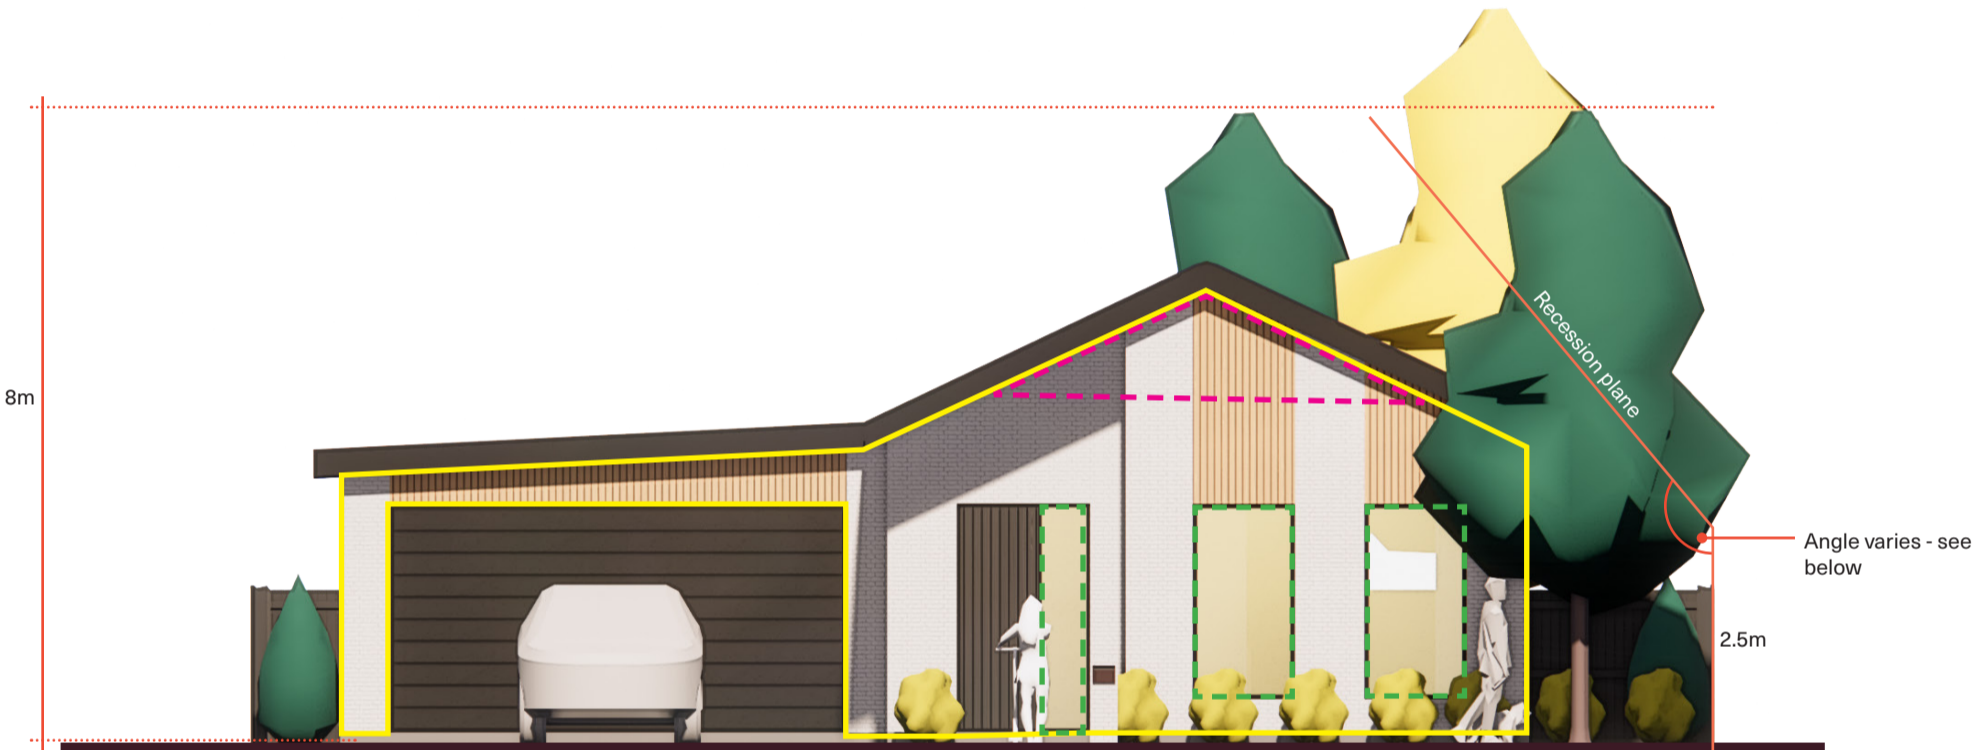 8m
Recession plane
Angle varies - see
below
2.5m